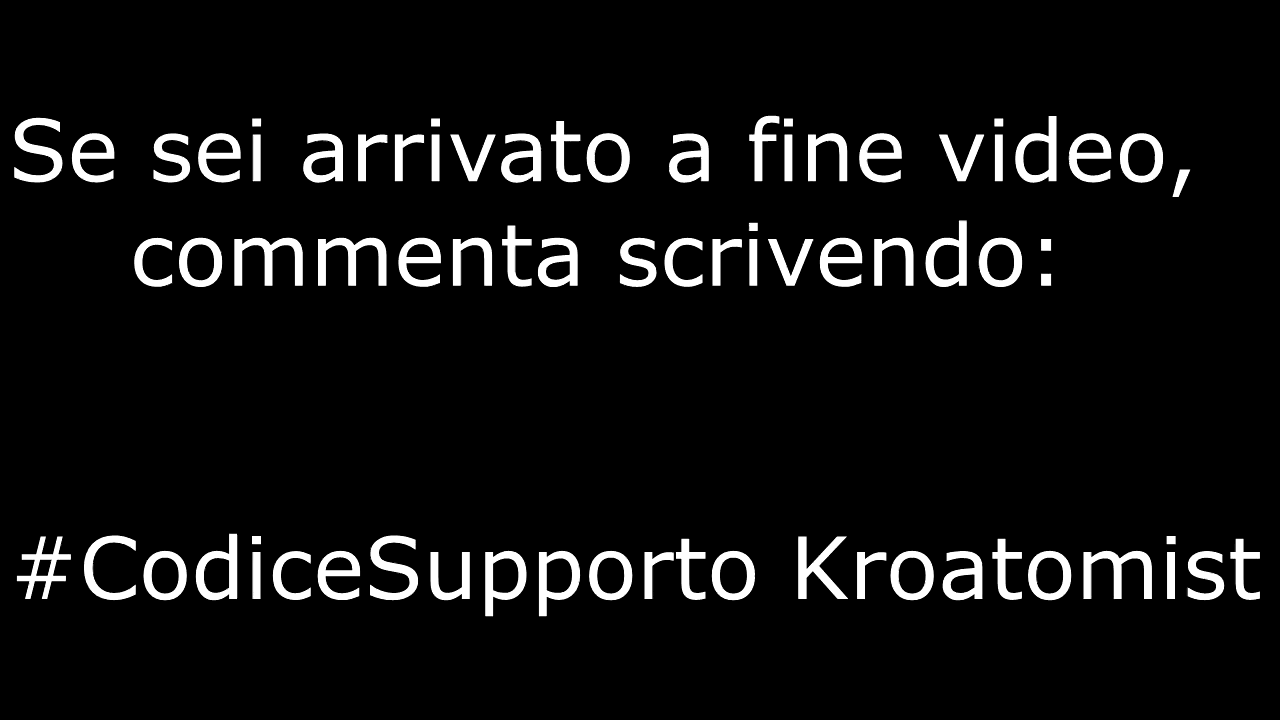 Se sei arrivato a fine video,
commenta scrivendo:
#CodiceSupporto Kroatomist